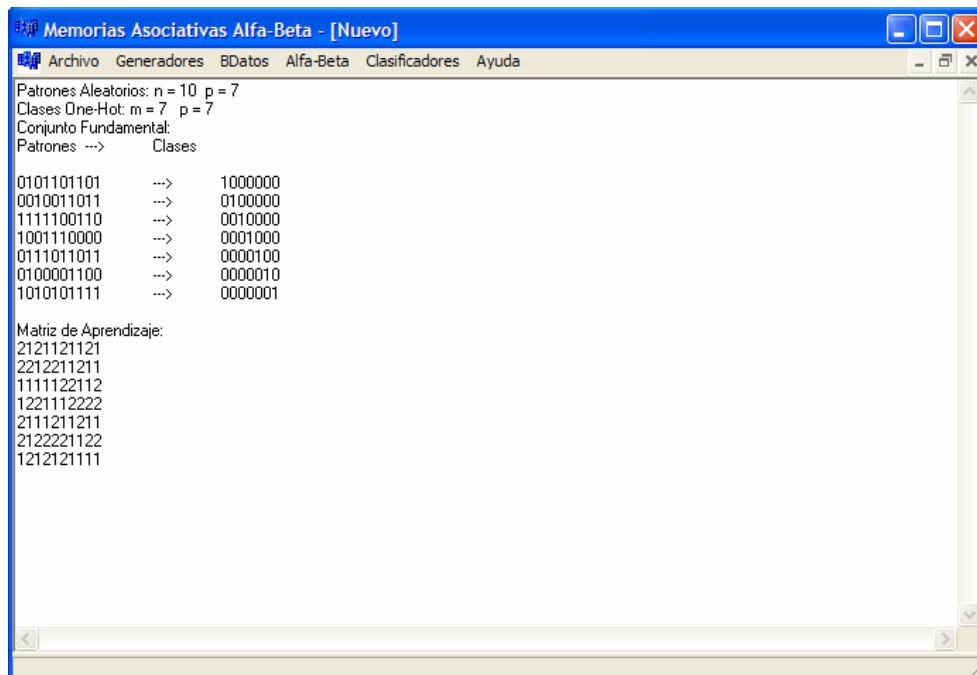 Memorias Asociativas Alfa-Beta - [Nuevo]
Archivo Generadores BDatos Alfa-Beta Clasificadores Ayuda
Patrones Aleatorios: n = 10 p = 7
Clases One-Hot: m = 7 p = 7
Conjunto Fundamental:
Patrones ---> Clases
0101101101 ---> 1000000
0010011011 ---> 0100000
1111100110 ---> 0010000
1001110000 ---> 0001000
0111011011 ---> 0000100
0100001100 ---> 0000010
1010101111 ---> 0000001
Matriz de Aprendizaje:
2121121121
2212211211
1111122112
1221112222
2111211211
2122221122
1212121111